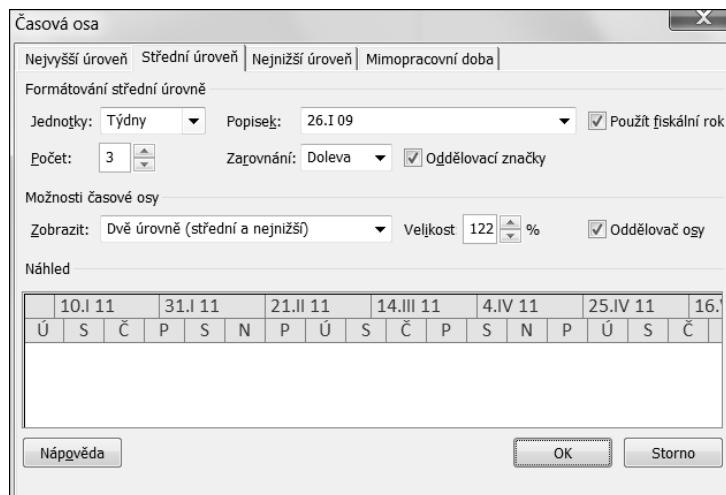 Časová osa
Nejvyšší úroveň Střední úroveň Nejnižší úroveň Mimopracovní doba
Formátování střední úrovně
Jednotky: Týdny Popisek: 26.I 09 Použít fiskální rok
Počet: 3 Zarovnání: Doleva Oddělovací značky
Možnosti časové osy
Zobrazit: Dvě úrovně (střední a nejnižší) Velikost 122 % Oddělovač osy
Náhled
10.I 11 31.I 11 21.II 11 14.III 11 4.IV 11 25.IV 11 16.
Ú S Č P S N P Ú S Č P S N P Ú S Č
Nápověda OK Storno